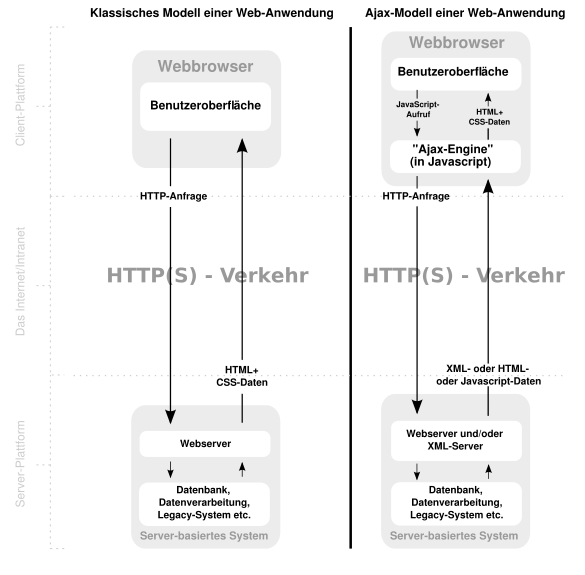 Klassisches Modell einer Web-Anwendung
Ajax-Modell einer Web-Anwendung
Client-Plattform
Das Internet/Intranet
Server-Plattform
Webbrowser
Benutzeroberfläche
HTTP-Anfrage
HTTP(S) - Verkehr
HTML+
CSS-Daten
Webserver
Datenbank,
Datenverarbeitung,
Legacy-System etc.
Server-basiertes System
Webbrowser
Benutzeroberfläche
JavaScript-
Aufruf
HTML+
CSS-Daten
"Ajax-Engine"
(in Javascript)
HTTP-Anfrage
HTTP(S) - Verkehr
XML- oder HTML-
oder Javascript-Daten
Webserver und/oder
XML-Server
Datenbank,
Datenverarbeitung,
Legacy-System etc.
Server-basiertes System